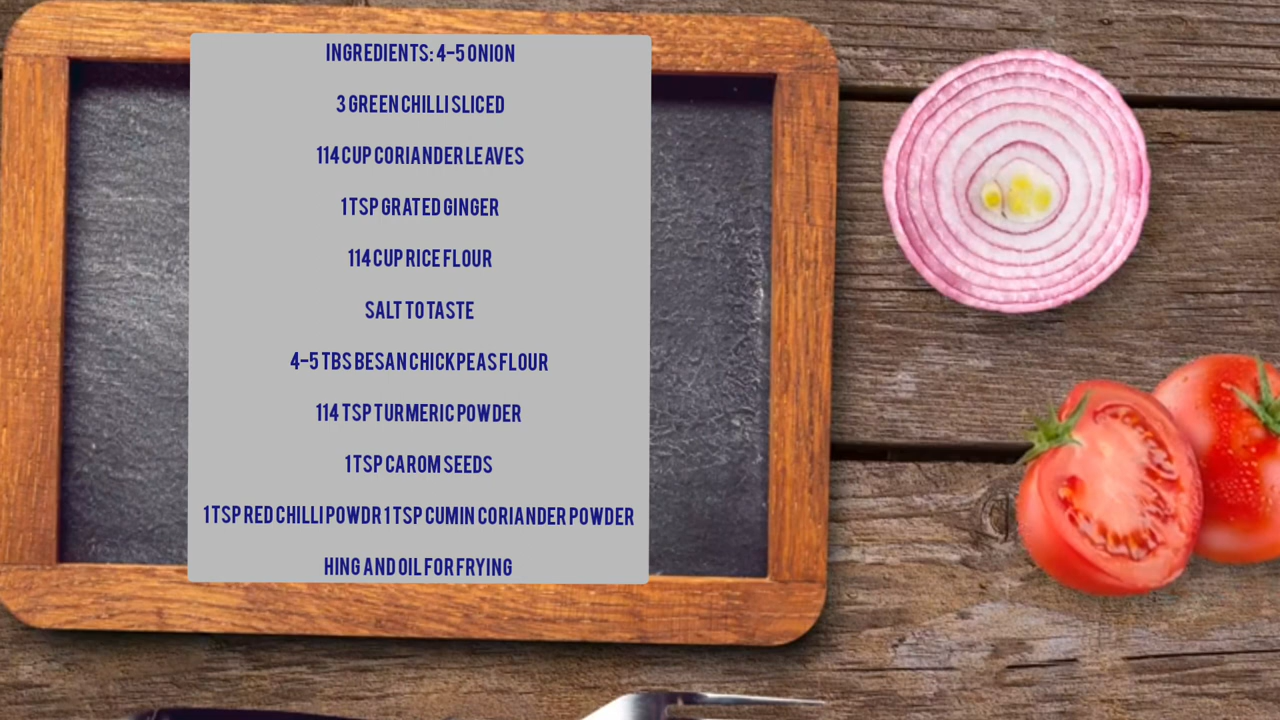 INGREDIENTS: 4-5 ONION
3 GREEN CHILLI SLICED
114 CUP CORIANDER LEAVES
1 TSP GRATED GINGER
114 CUP RICE FLOUR
SALT TO TASTE
4-5 TBS BESAN CHICKPEAS FLOUR
114 TSP TURMERIC POWDER
1 TSP CAROM SEEDS
1 TSP RED CHILLI POWDR 1 TSP CUMIN CORIANDER POWDER
HING AND OIL FOR FRYING